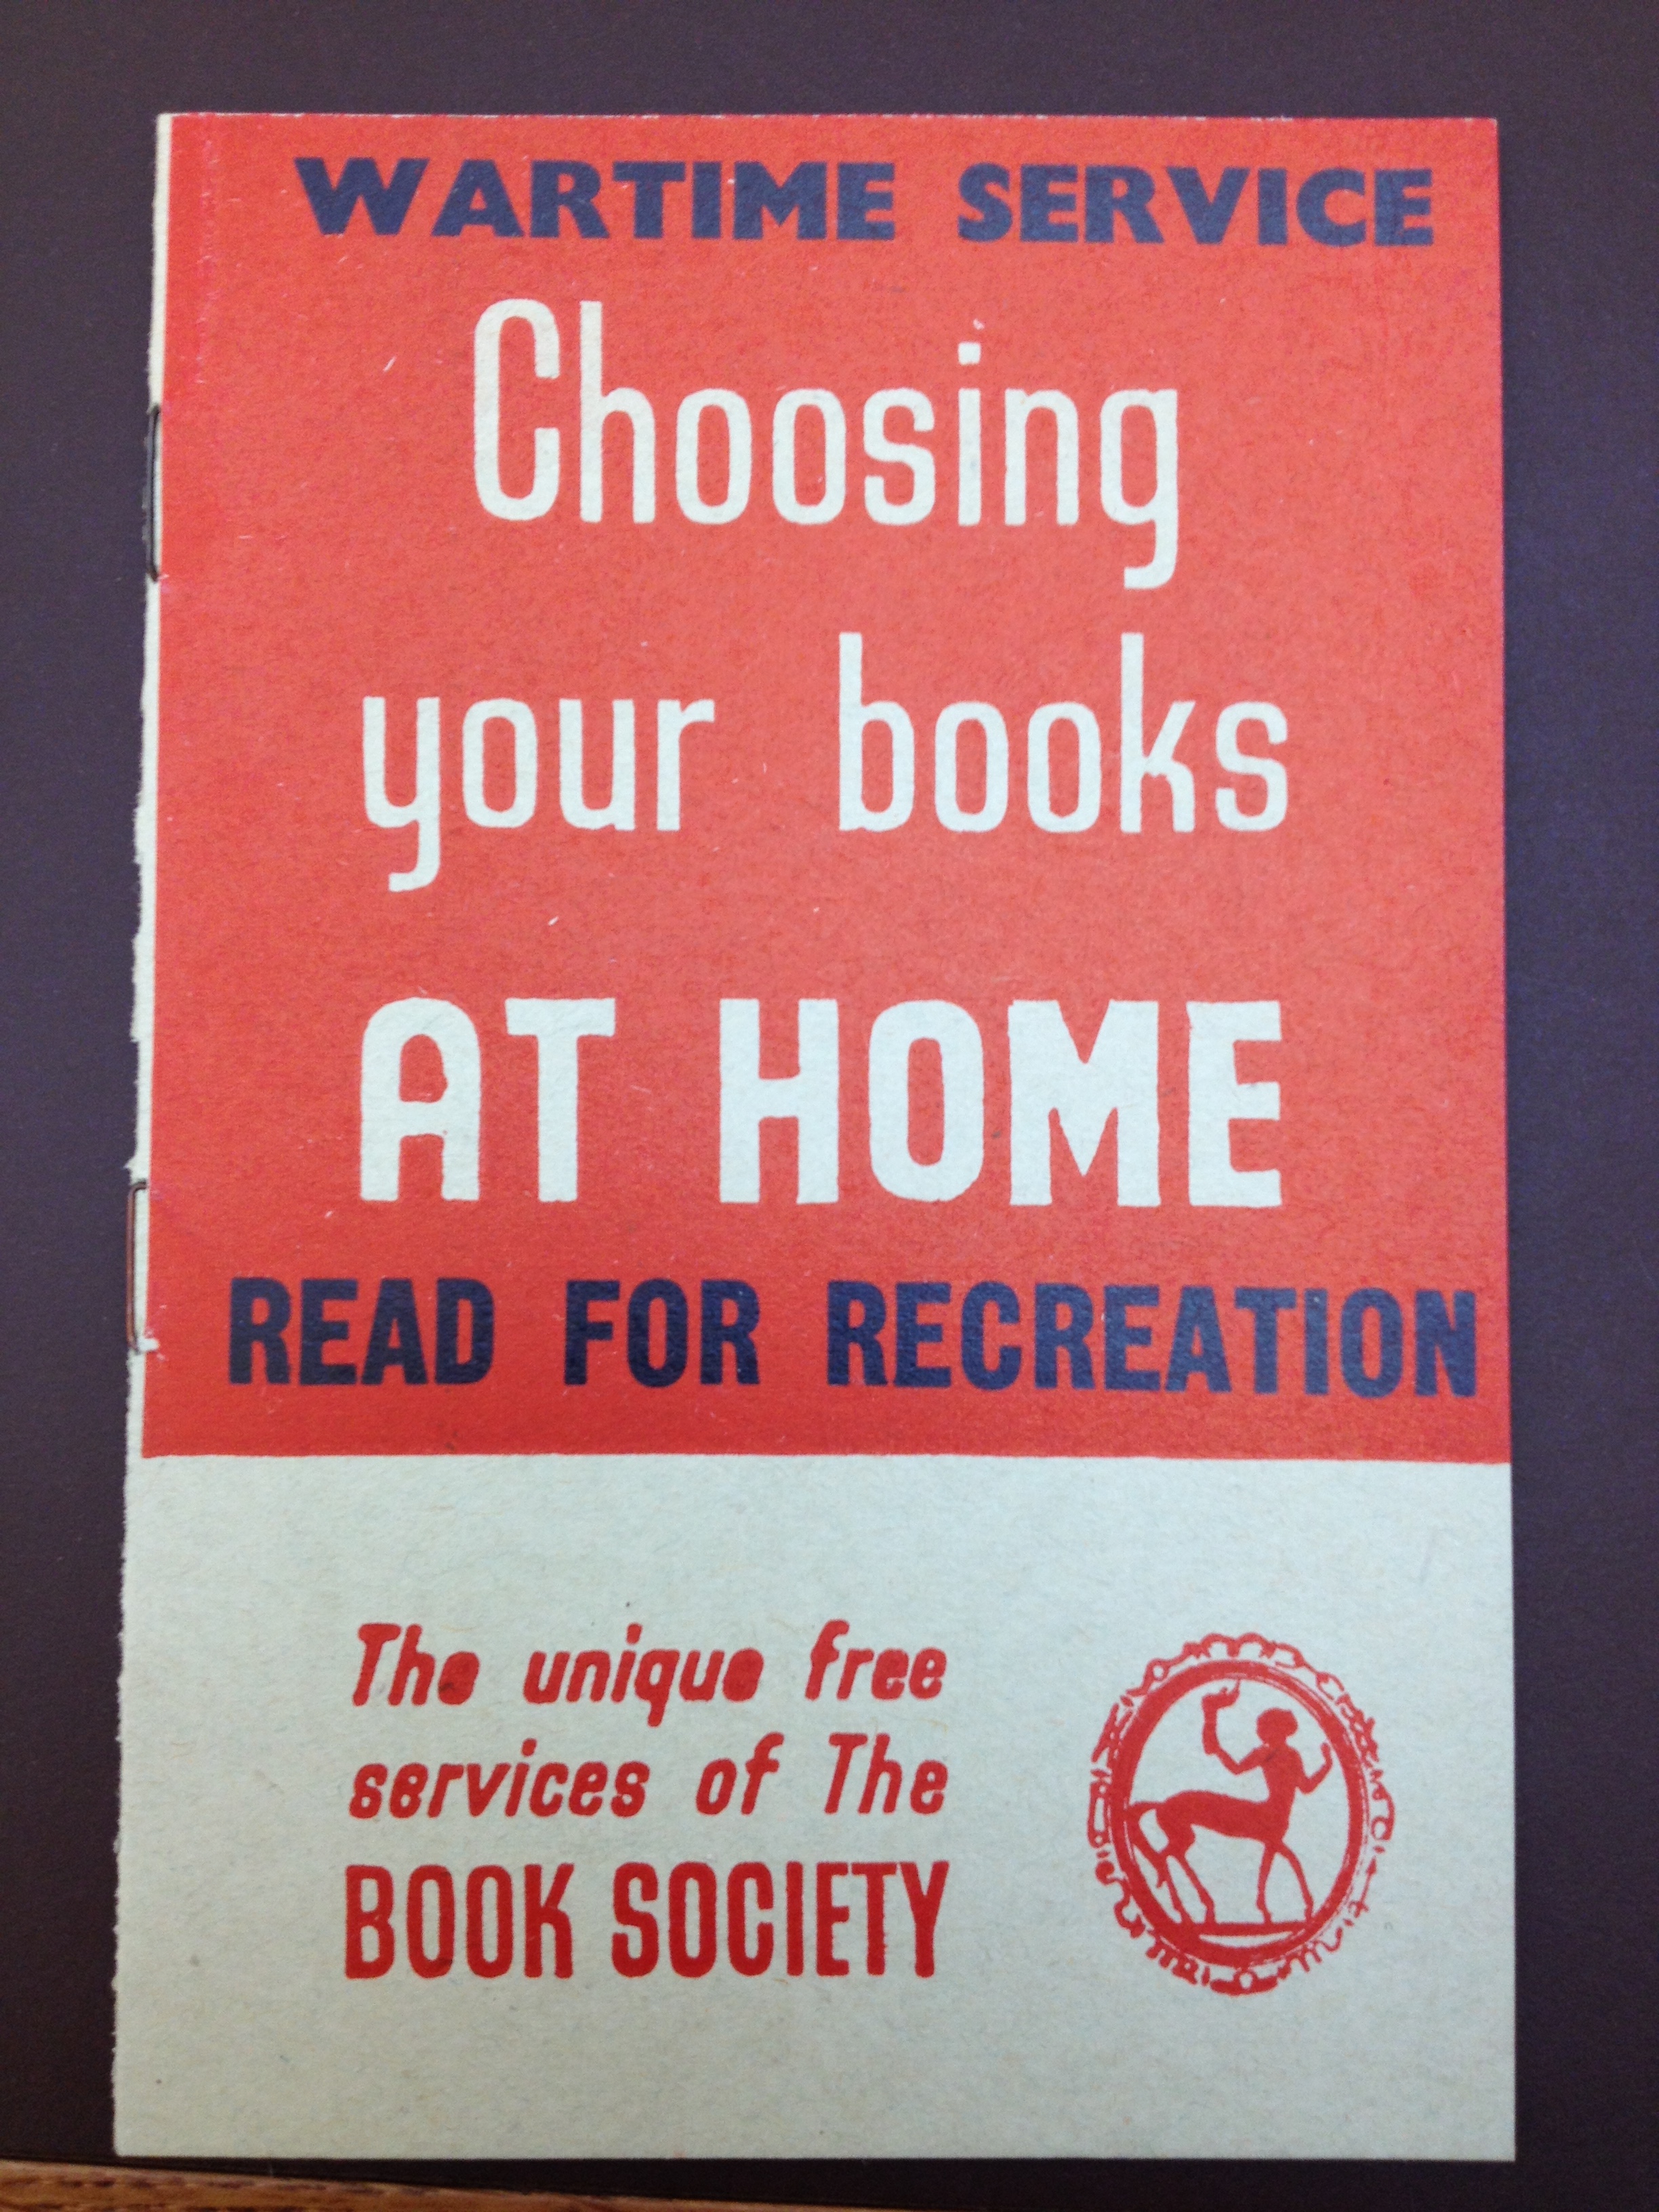 WARTIME SERVICE
Choosing
your books
AT HOME
READ FOR RECREATION
The unique free
services of The
BOOK SOCIETY